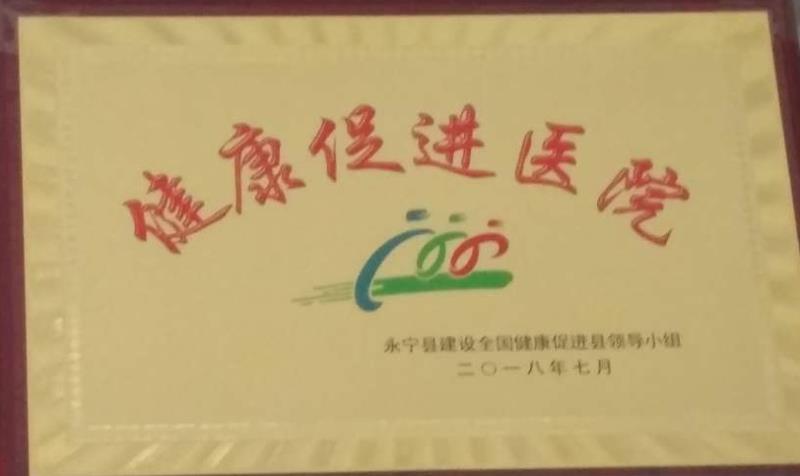 健康促进医院
永宁县建设全国健康促进县领导小组
二〇一八年七月